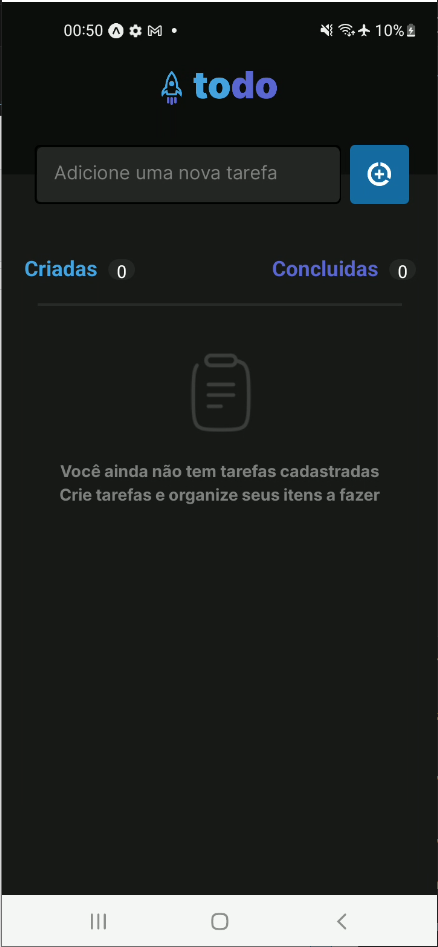 00:50 10%
todo
Adicione uma nova tarefa
Criadas 0 Concluidas 0
Você ainda não tem tarefas cadastradas
Crie tarefas e organize seus itens a fazer